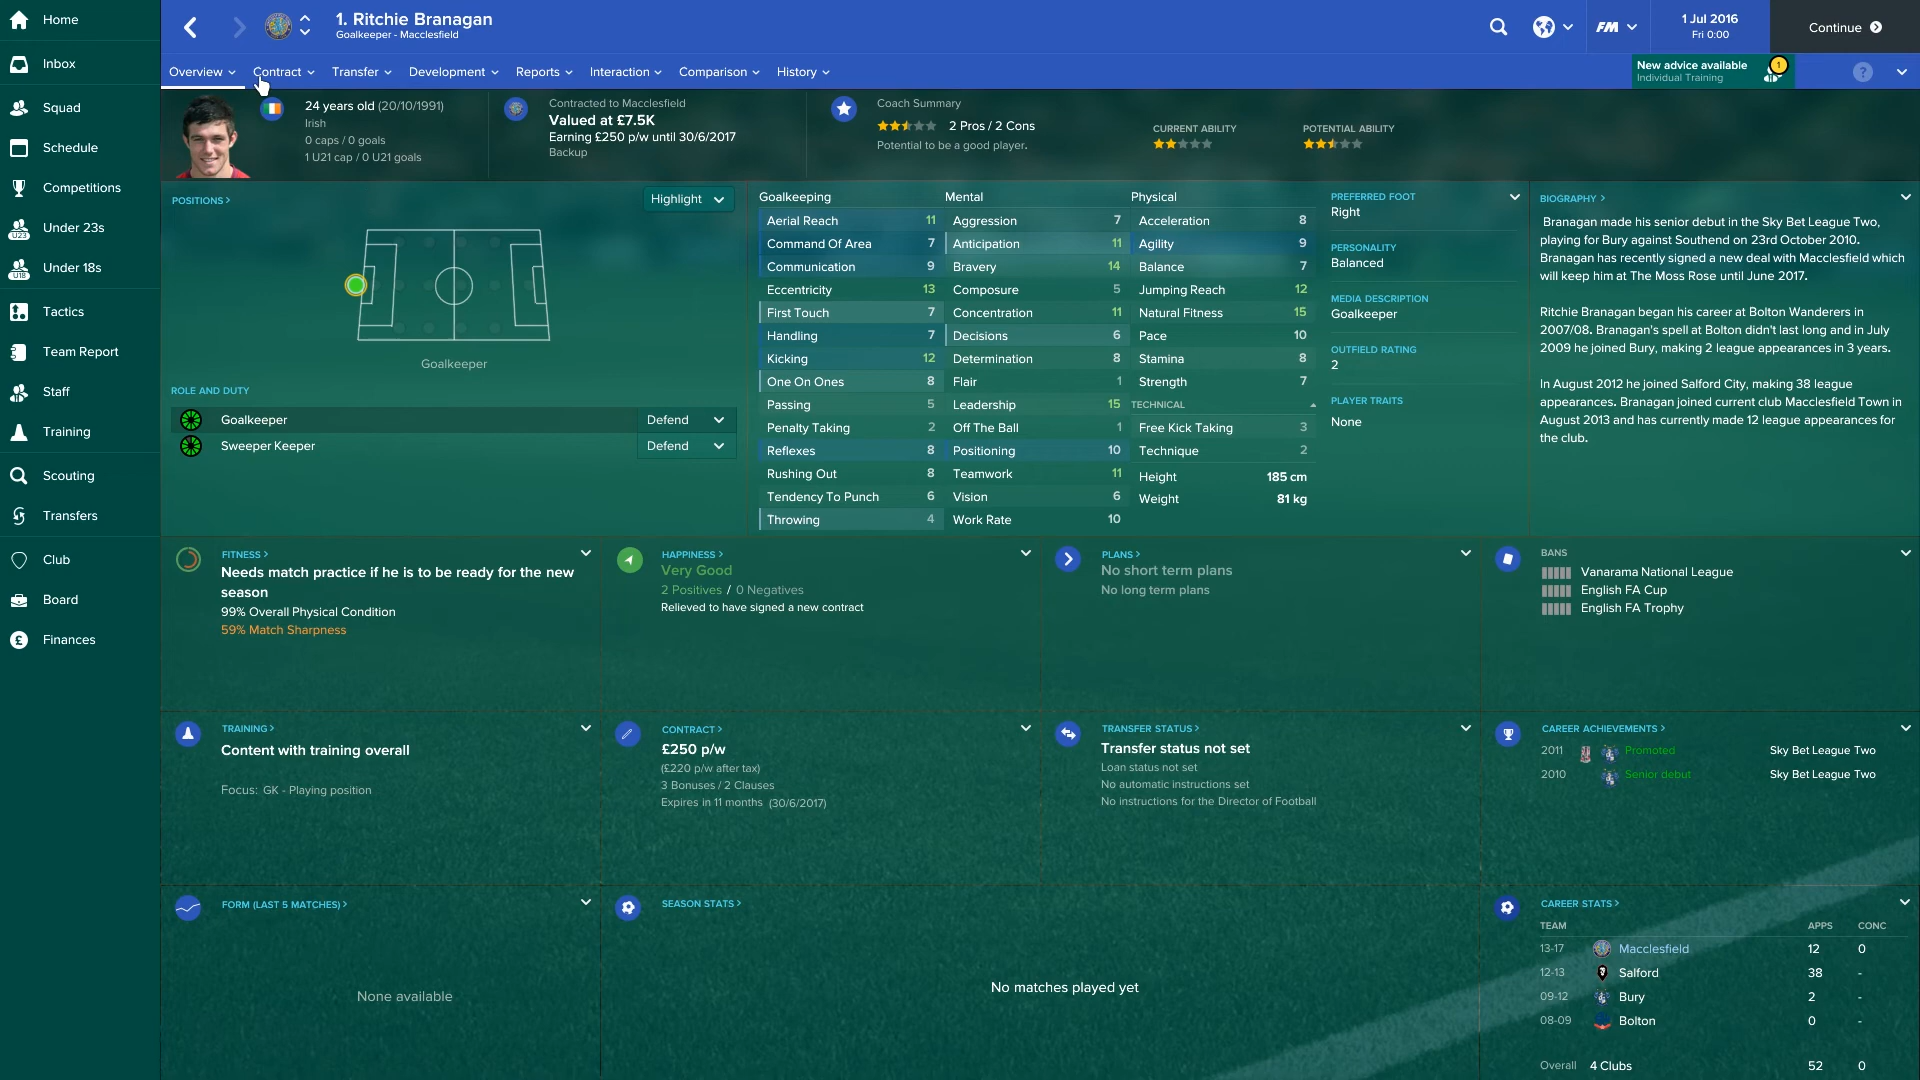 Home
Inbox
Squad
Schedule
Competitions
Under 23s
Under 18s
Tactics
Team Report
Staff
Training
Scouting
Transfers
Club
Board
Finances
1. Ritchie Branagan
Goalkeeper - Macclesfield
FM
1 Jul 2016
Fri 0:00
Continue
Overview
Contract
Transfer
Development
Reports
Interaction
Comparison
History
New advice available
Individual Training
1
?
24 years old (20/10/1991)
Irish
0 caps / 0 goals
1 U21 cap / 0 U21 goals
Contracted to Macclesfield
Valued at £7.5K
Earning £250 p/w until 30/6/2017
Backup
Coach Summary
2 Pros / 2 Cons
Potential to be a good player.
CURRENT ABILITY
POTENTIAL ABILITY
POSITIONS >
Highlight
Goalkeeper
ROLE AND DUTY
Goalkeeper Defend
Sweeper Keeper Defend
Goalkeeping
Aerial Reach 11
Command Of Area 7
Communication 9
Eccentricity 13
First Touch 7
Handling 7
Kicking 12
One On Ones 8
Passing 5
Penalty Taking 2
Reflexes 8
Rushing Out 8
Tendency To Punch 6
Throwing 4
Mental
Aggression 7
Anticipation 11
Bravery 14
Composure 5
Concentration 11
Decisions 6
Determination 8
Flair 1
Leadership 15
Off The Ball 1
Positioning 10
Teamwork 11
Vision 6
Work Rate 10
Physical
Acceleration 8
Agility 9
Balance 7
Jumping Reach 12
Natural Fitness 15
Pace 10
Stamina 8
Strength 7
TECHNICAL
Free Kick Taking 3
Technique 2
Height 185 cm
Weight 81 kg
PREFERRED FOOT
Right
PERSONALITY
Balanced
MEDIA DESCRIPTION
Goalkeeper
OUTFIELD RATING
2
PLAYER TRAITS
None
BIOGRAPHY >
Branagan made his senior debut in the Sky Bet League Two,
playing for Bury against Southend on 23rd October 2010.
Branagan has recently signed a new deal with Macclesfield which
will keep him at The Moss Rose until June 2017.
Ritchie Branagan began his career at Bolton Wanderers in
2007/08. Branagan's spell at Bolton didn't last long and in July
2009 he joined Bury, making 2 league appearances in 3 years.
In August 2012 he joined Salford City, making 38 league
appearances. Branagan joined current club Macclesfield Town in
August 2013 and has currently made 12 league appearances for
the club.
FITNESS >
Needs match practice if he is to be ready for the new
season
99% Overall Physical Condition
59% Match Sharpness
HAPPINESS >
Very Good
2 Positives / 0 Negatives
Relieved to have signed a new contract
PLANS >
No short term plans
No long term plans
BANS
Vanarama National League
English FA Cup
English FA Trophy
TRAINING >
Content with training overall
Focus: GK - Playing position
CONTRACT >
£250 p/w
(£220 p/w after tax)
3 Bonuses / 2 Clauses
Expires in 11 months (30/6/2017)
TRANSFER STATUS >
Transfer status not set
Loan status not set
No automatic instructions set
No instructions for the Director of Football
CAREER ACHIEVEMENTS >
2011 Promoted Sky Bet League Two
2010 Senior debut Sky Bet League Two
FORM (LAST 5 MATCHES) >
None available
SEASON STATS >
No matches played yet
CAREER STATS >
TEAM APPS CONC
13-17 Macclesfield 12 0
12-13 Salford 38 -
09-12 Bury 2 -
08-09 Bolton 0 -
Overall 4 Clubs 52 0